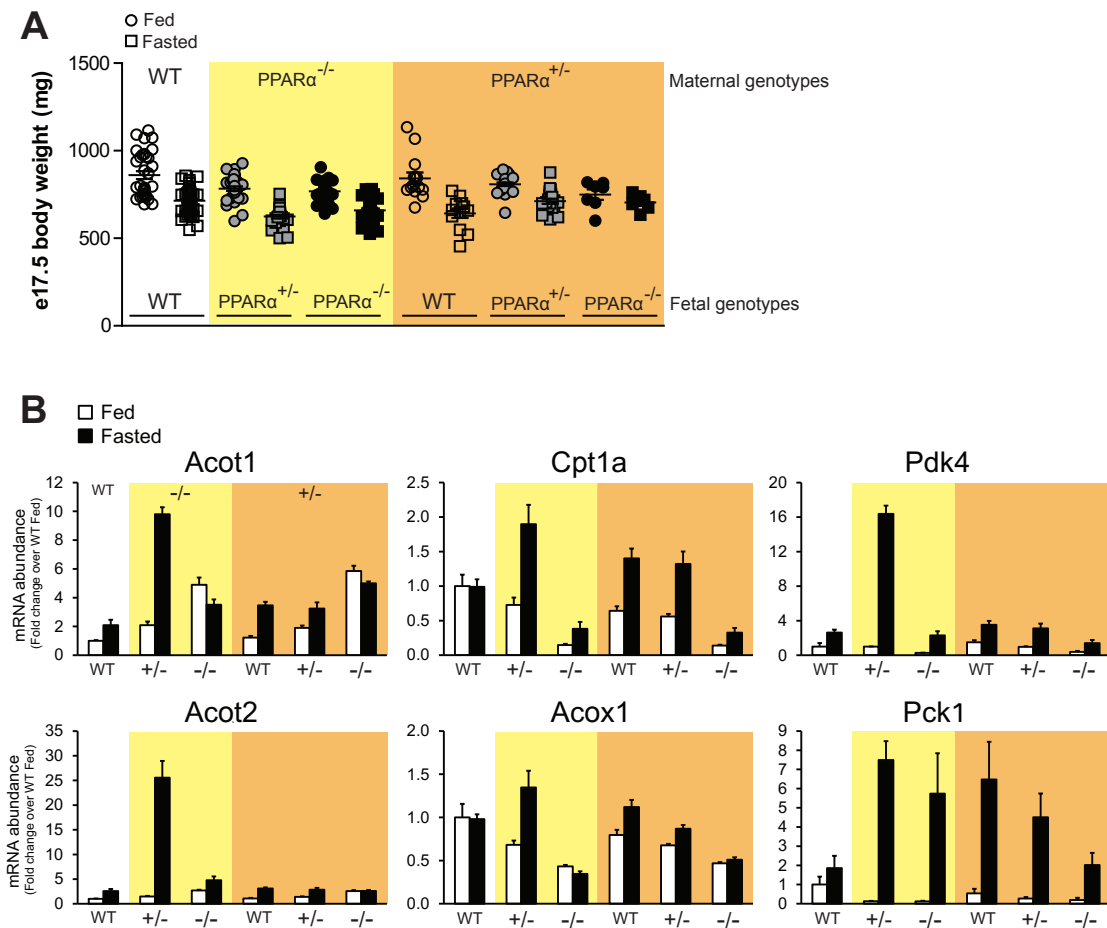 A
Fed
Fasted
e17.5 body weight (mg)
1500
1000
500
0
WT
PPARα-/-
PPARα+/-
Maternal genotypes
WT
PPARα+/-
PPARα-/-
WT
PPARα+/-
PPARα-/-
Fetal genotypes
B
Fed
Fasted
Acot1
mRNA abundance
(Fold change over WT Fed)
12
10
8
6
4
2
0
WT
-/-
+/-
WT
+/-
-/-
WT
+/-
-/-
Cpt1a
2.5
2.0
1.5
1.0
0.5
0.0
WT
+/-
-/-
WT
+/-
-/-
Pdk4
20
16
12
8
4
0
WT
+/-
-/-
WT
+/-
-/-
Acot2
mRNA abundance
(Fold change over WT Fed)
35
30
25
20
15
10
5
0
WT
+/-
-/-
WT
+/-
-/-
Acox1
2.0
1.5
1.0
0.5
0.0
WT
+/-
-/-
WT
+/-
-/-
Pck1
9
8
7
6
5
4
3
2
1
0
WT
+/-
-/-
WT
+/-
-/-